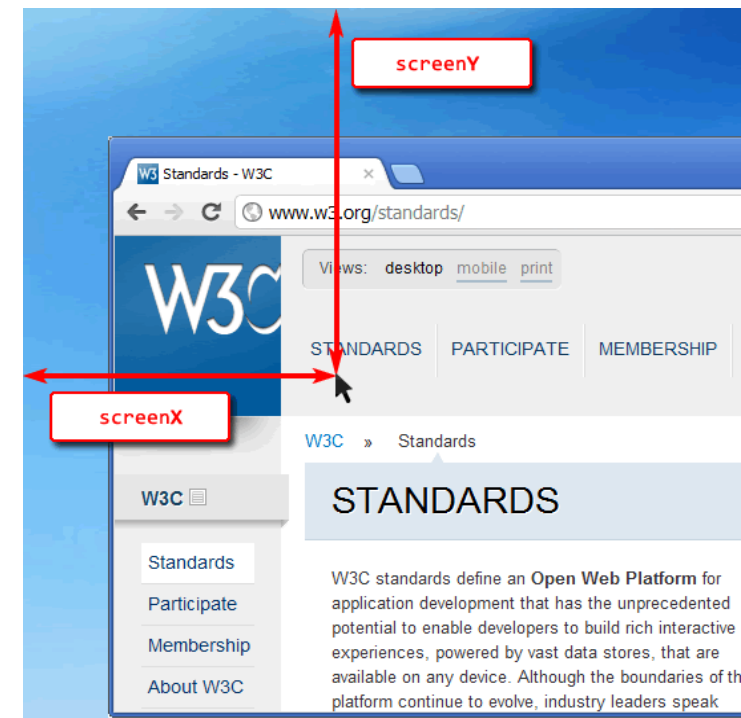 screenY
Standards - W3C
www.w3.org/standards/
W3C
Views: desktop mobile print
STANDARDS PARTICIPATE MEMBERSHIP
screenX
W3C » Standards
W3C
STANDARDS
Standards
Participate
Membership
About W3C
W3C standards define an Open Web Platform for
application development that has the unprecedented
potential to enable developers to build rich interactive
experiences, powered by vast data stores, that are
available on any device. Although the boundaries of th
platform continue to evolve, industry leaders speak